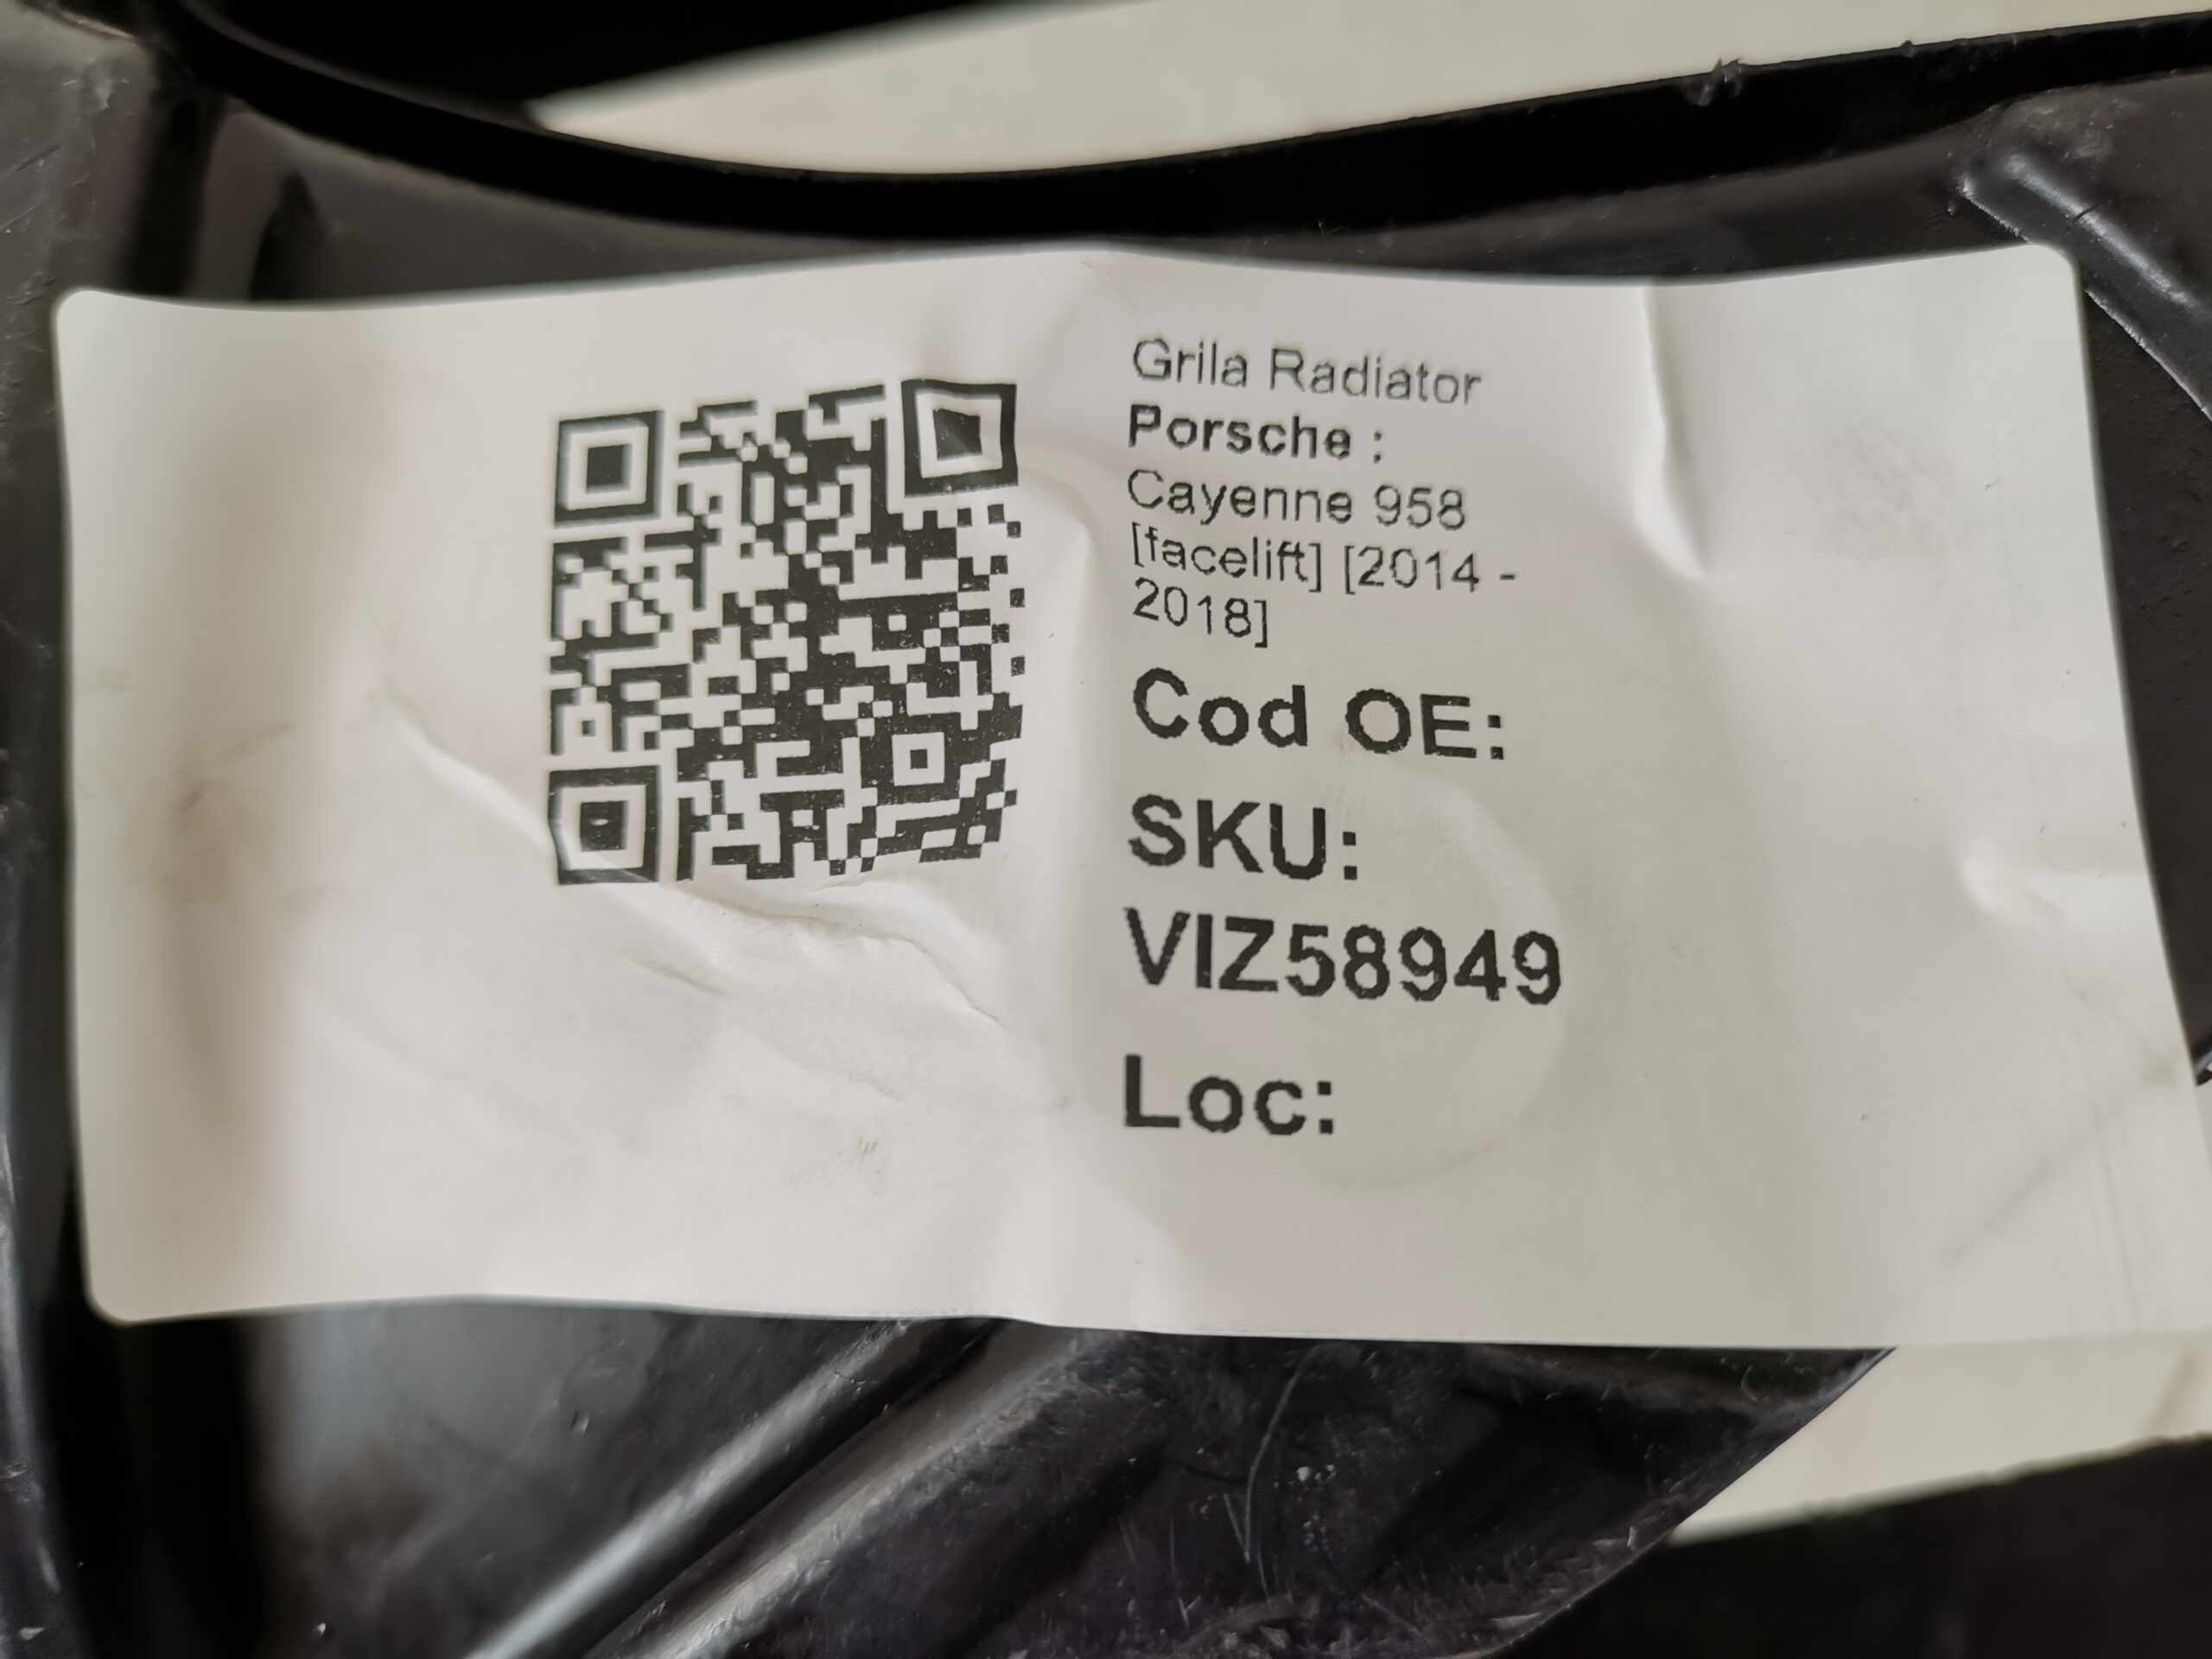 Grila Radiator
Porsche :
Cayenne 958
[facelift] [2014 -
2018]
Cod OE:
SKU:
VIZ58949
Loc: